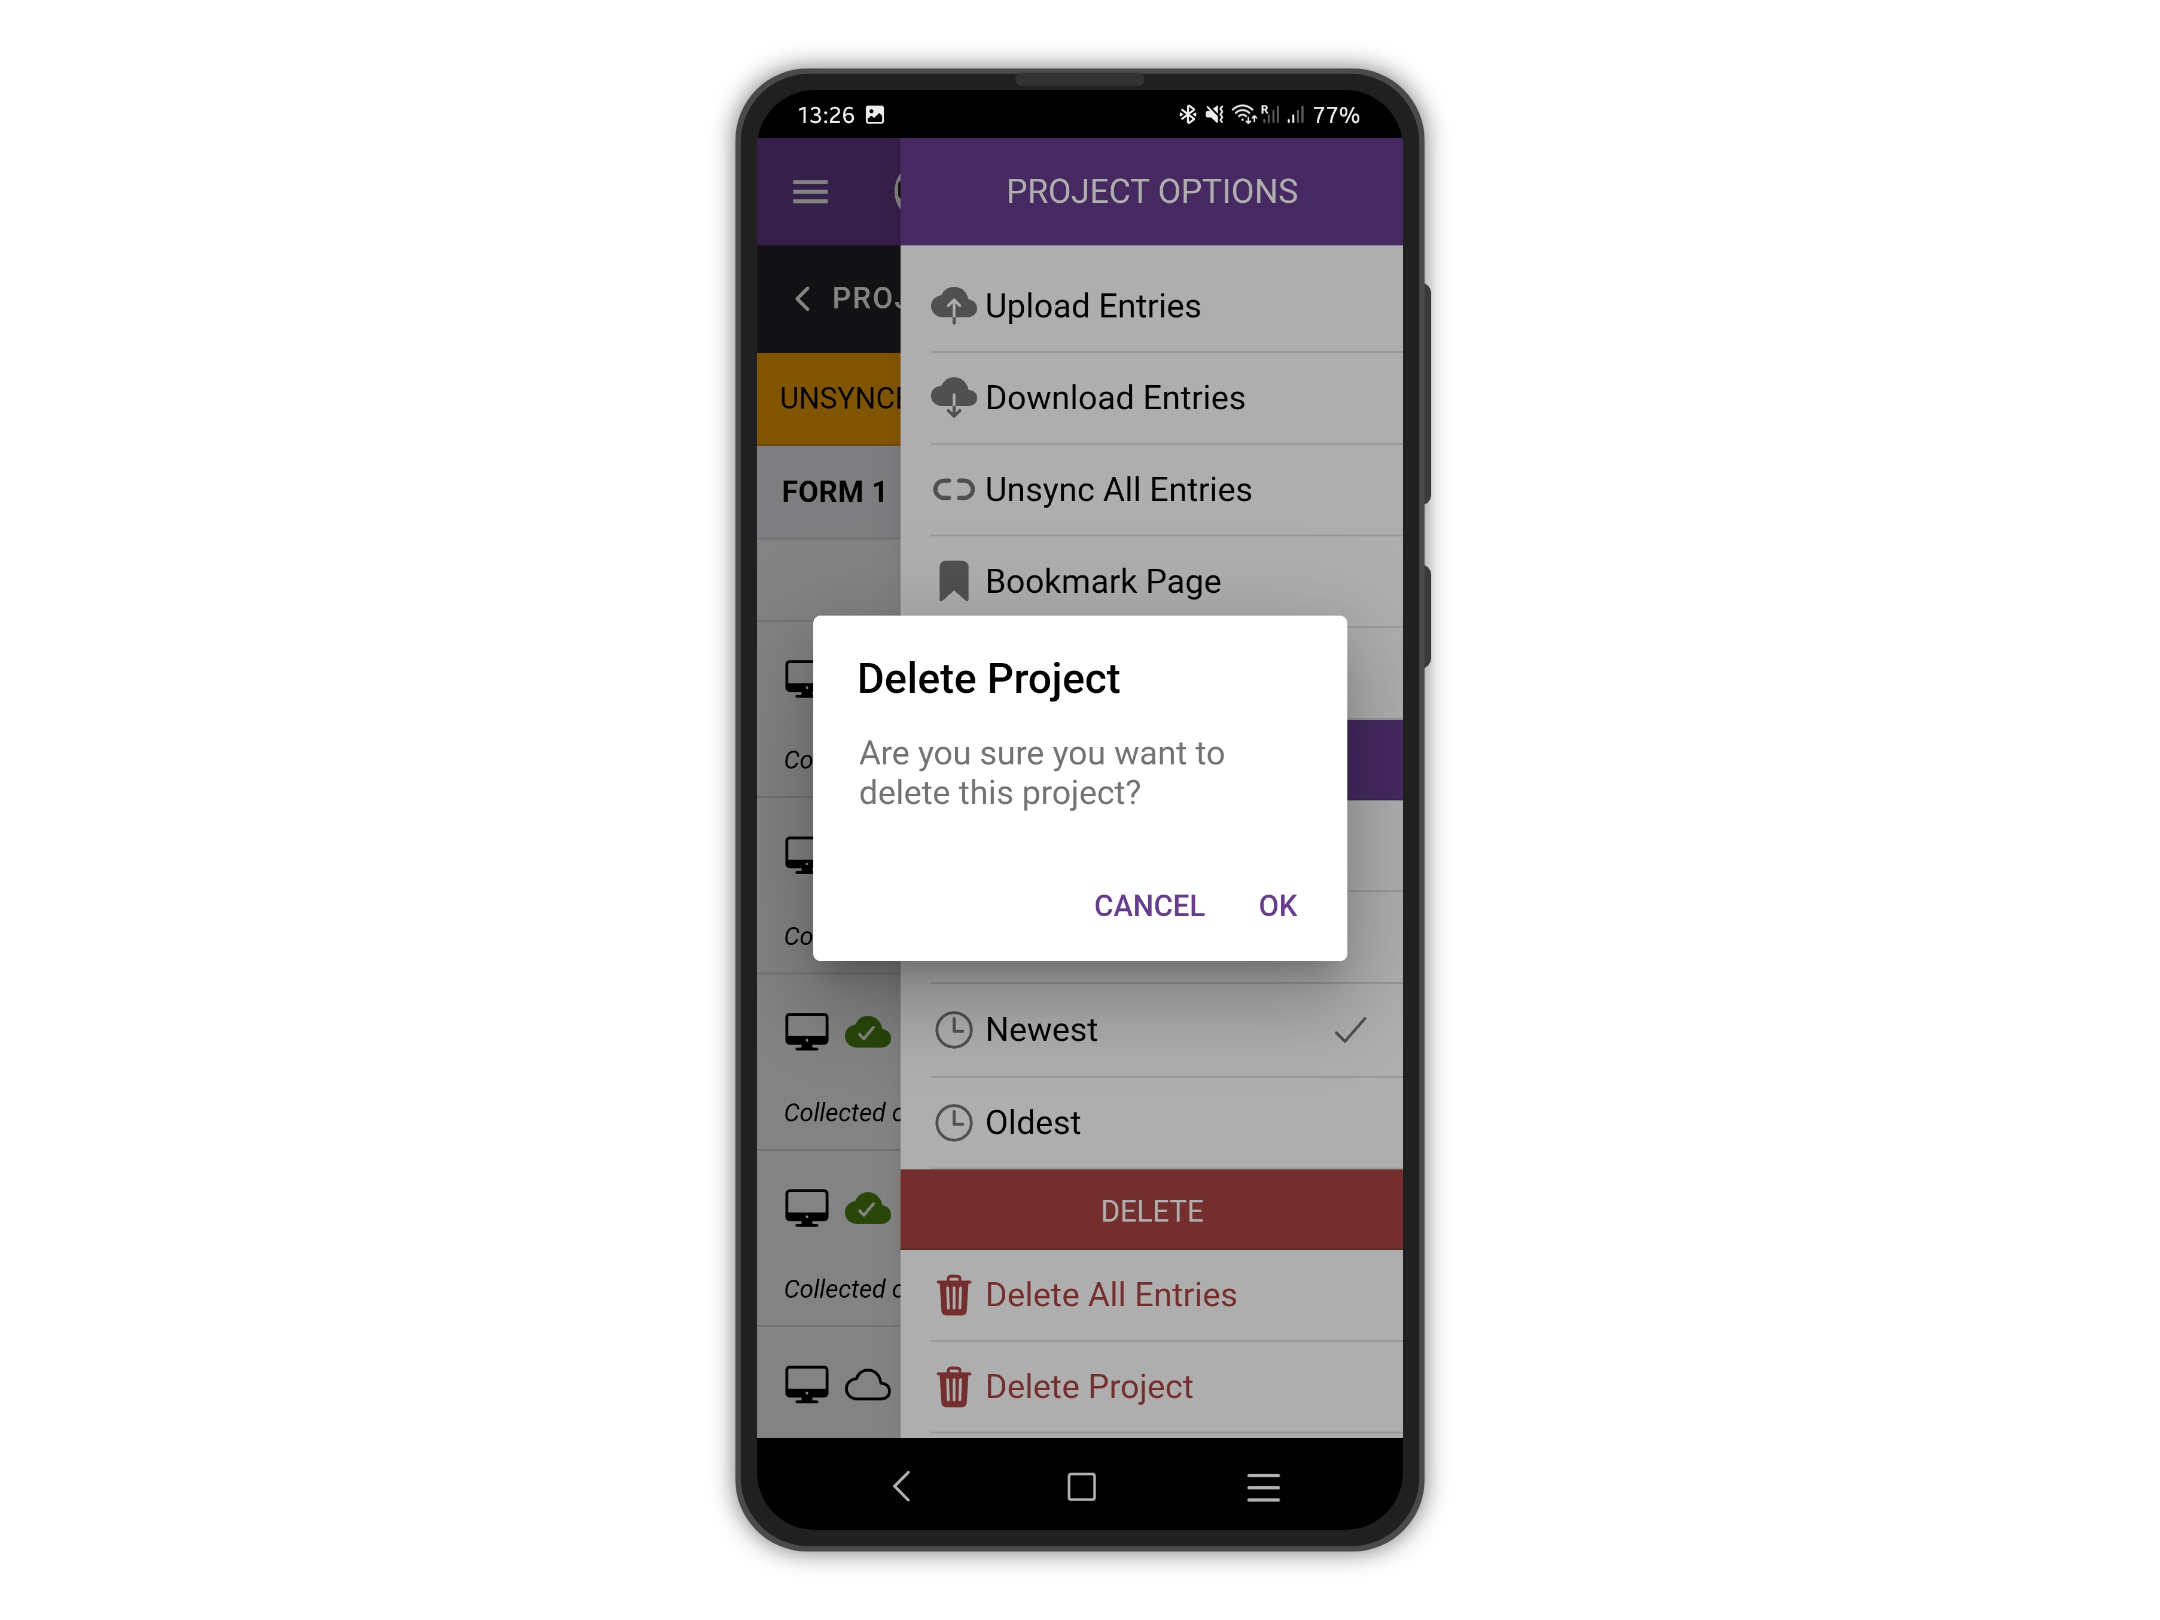 13:26
R
77%
PROJECT OPTIONS
PROJ
Upload Entries
Download Entries
UNSYNCE
Unsync All Entries
FORM 1
Bookmark Page
Delete Project
Are you sure you want to
delete this project?
Co
CANCEL
OK
Co
Newest
Collected o
Oldest
DELETE
Collected o
Delete All Entries
Delete Project